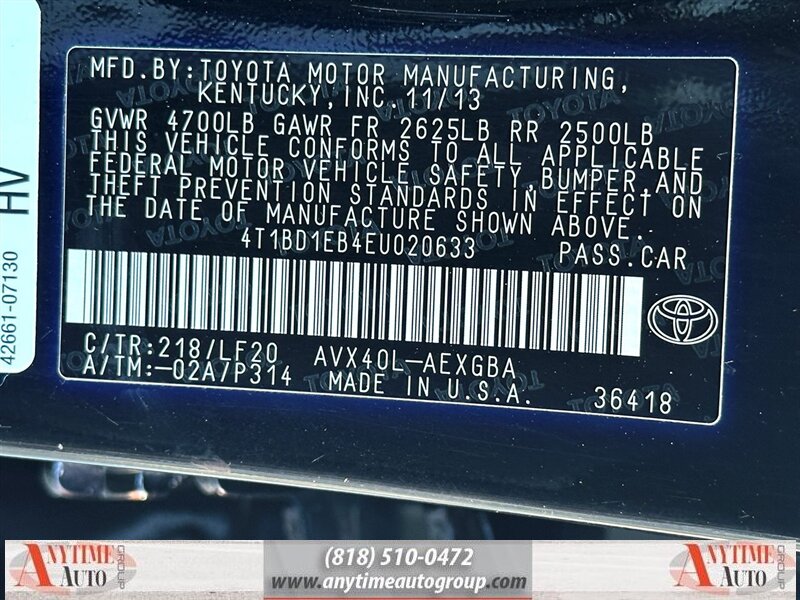 MFD.BY:TOYOTA MOTOR MANUFACTURING,
KENTUCKY,INC. 11/13
GVWR 4700LB GAWR FR 2625LB RR 2500LB
THIS VEHICLE CONFORMS TO ALL APPLICABLE
FEDERAL MOTOR VEHICLE SAFETY,BUMPER,AND
THEFT PREVENTION STANDARDS IN EFFECT ON
THE DATE OF MANUFACTURE SHOWN ABOVE.
4T1BD1EB4EU020633 PASS.CAR
C/TR:218/LF20 AVX40L-AEXGBA
A/TM:-02A/P314 MADE IN U.S.A. 36418
HV
42661-07130
ANYTIME AUTO GROUP
(818) 510-0472
www.anytimeautogroup.com
ANYTIME AUTO GROUP